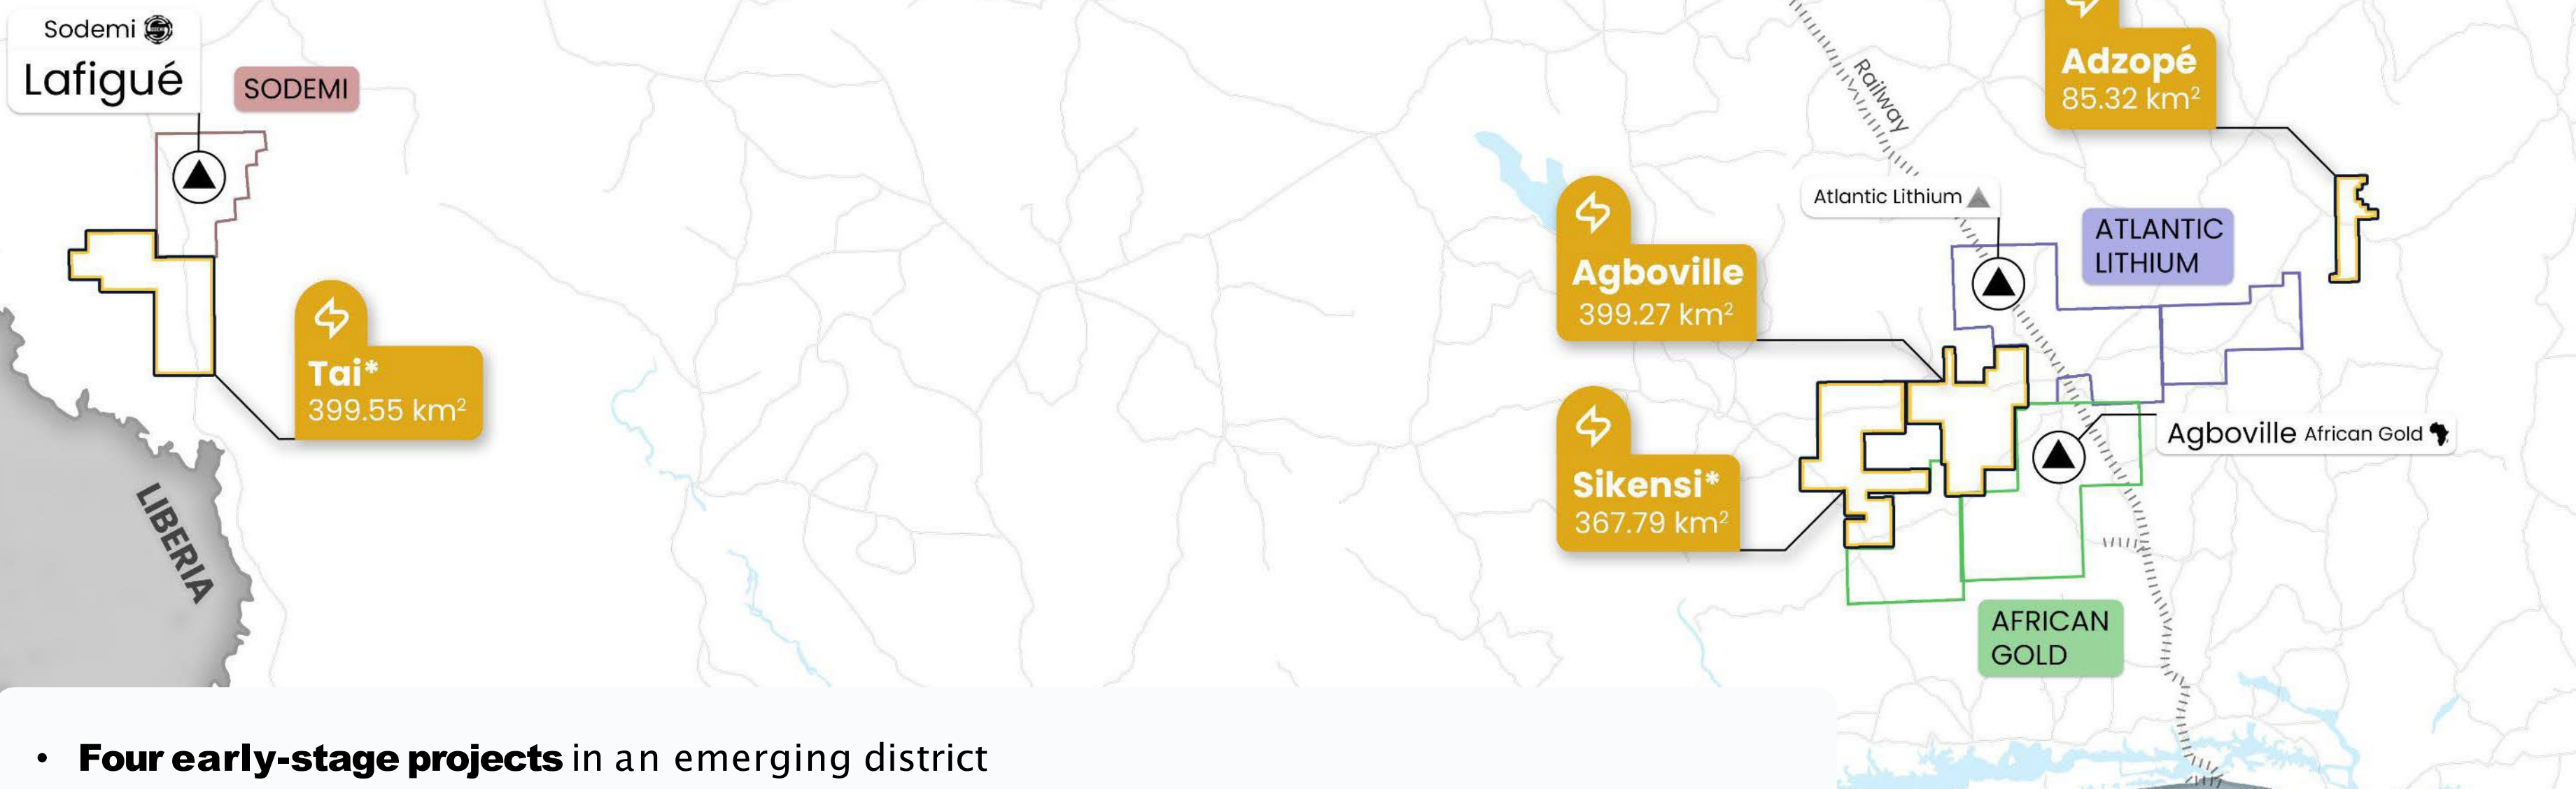 Sodemi
Lafigué
SODEMI
Tai*
399.55 km²
LIBERIA
Railway
Adzopé
85.32 km²
Atlantic Lithium
ATLANTIC
LITHIUM
Agboville
399.27 km²
Sikensi*
367.79 km²
Agboville African Gold
AFRICAN
GOLD
• Four early-stage projects in an emerging district